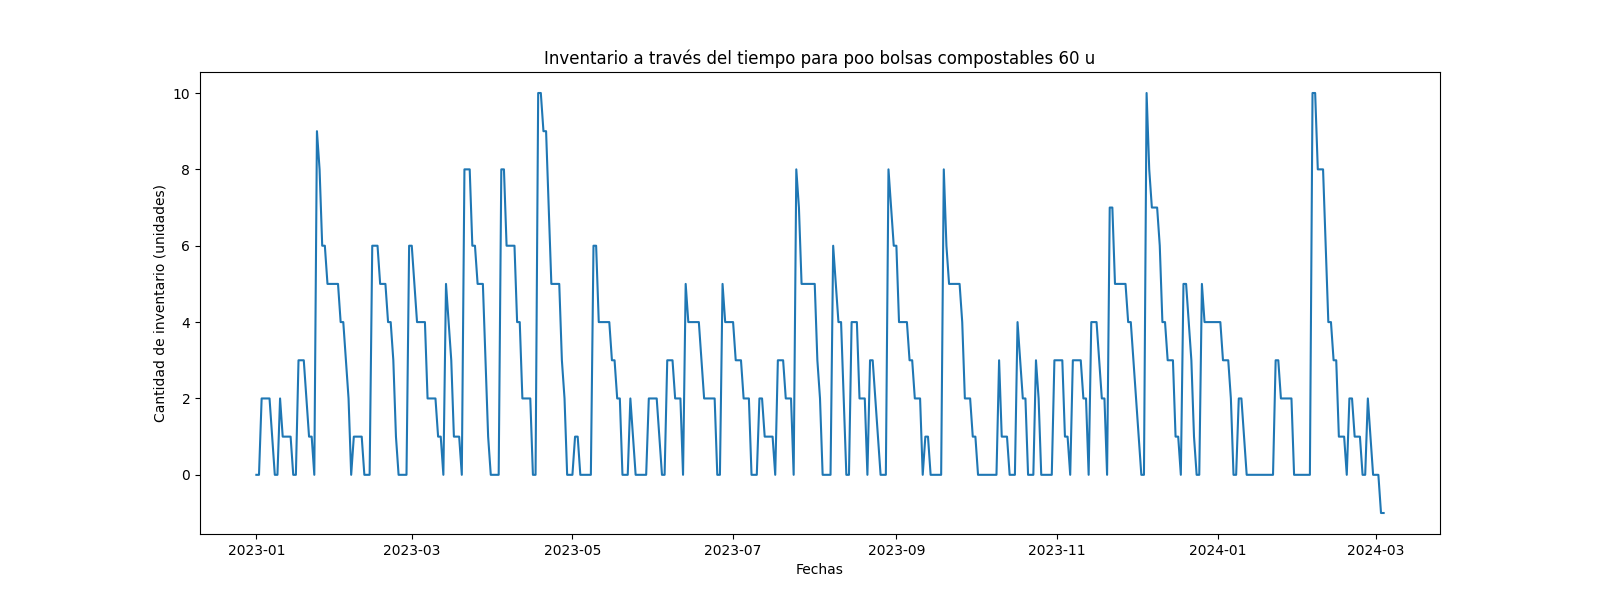 Inventario a través del tiempo para poo bolsas compostables 60 u
Cantidad de inventario (unidades)
10
8
6
4
2
0
2023-01 2023-03 2023-05 2023-07 2023-09 2023-11 2024-01 2024-03
Fechas